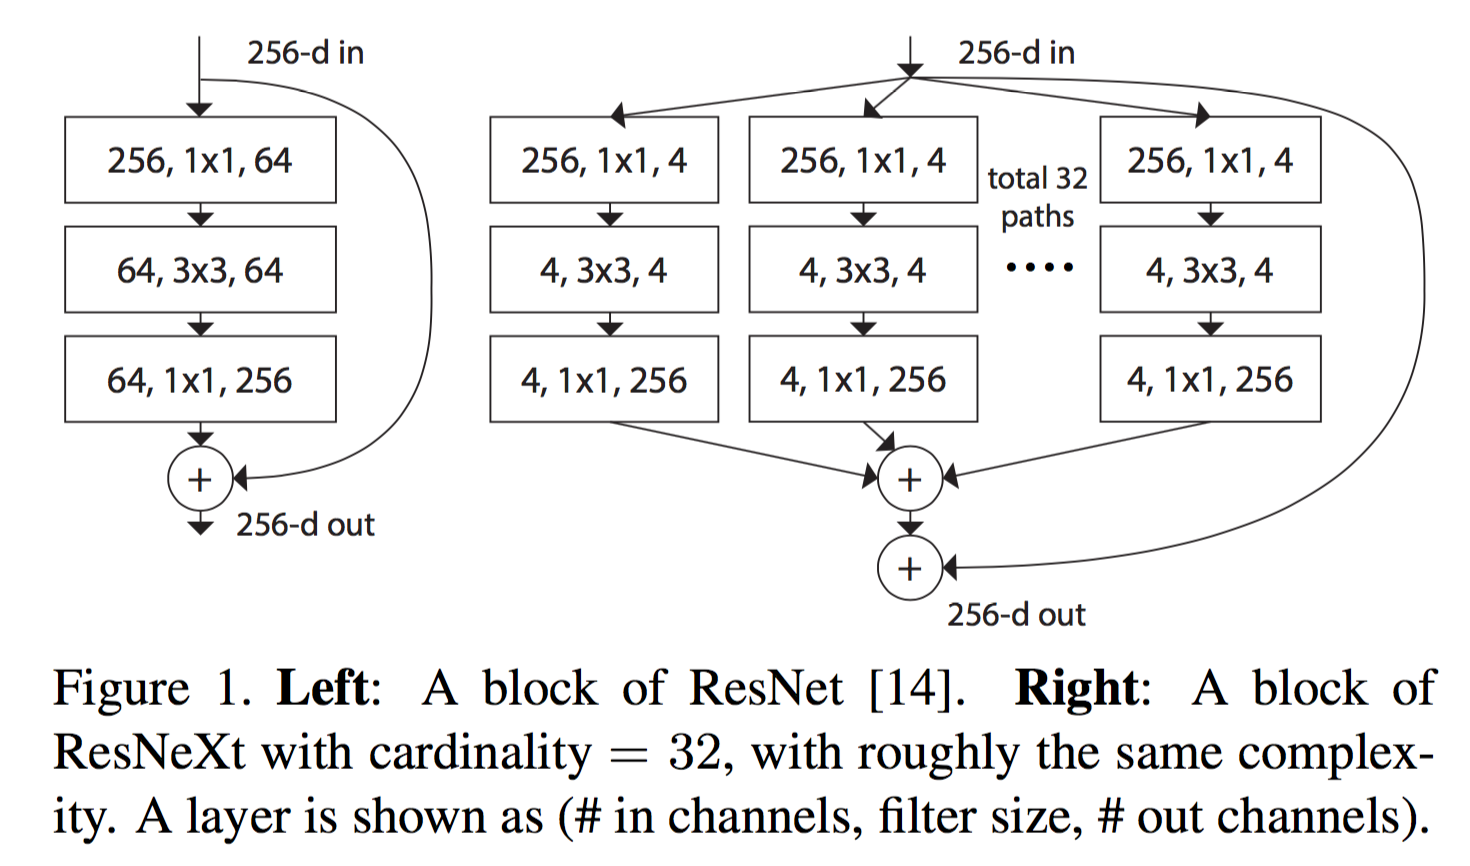 256-d in
256, 1x1, 64
64, 3x3, 64
64, 1x1, 256
+
256-d out
256-d in
256, 1x1, 4
256, 1x1, 4
total 32
paths
256, 1x1, 4
4, 3x3, 4
4, 3x3, 4
....
4, 3x3, 4
4, 1x1, 256
4, 1x1, 256
4, 1x1, 256
+
+
256-d out
Figure 1. Left: A block of ResNet [14]. Right: A block of
ResNeXt with cardinality = 32, with roughly the same complex-
ity. A layer is shown as (# in channels, filter size, # out channels).